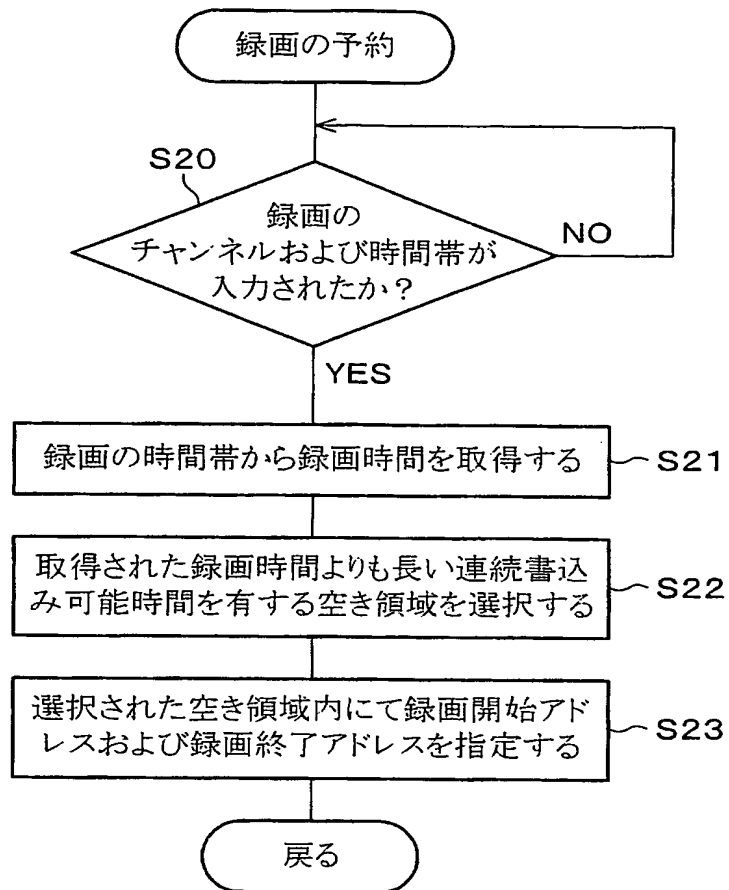 録画の予約
S20
録画の
チャンネルおよび時間帯が
入力されたか?
NO
YES
録画の時間帯から録画時間を取得する
S21
取得された録画時間よりも長い連続書込
み可能時間を有する空き領域を選択する
S22
選択された空き領域内にて録画開始アド
レスおよび録画終了アドレスを指定する
S23
戻る